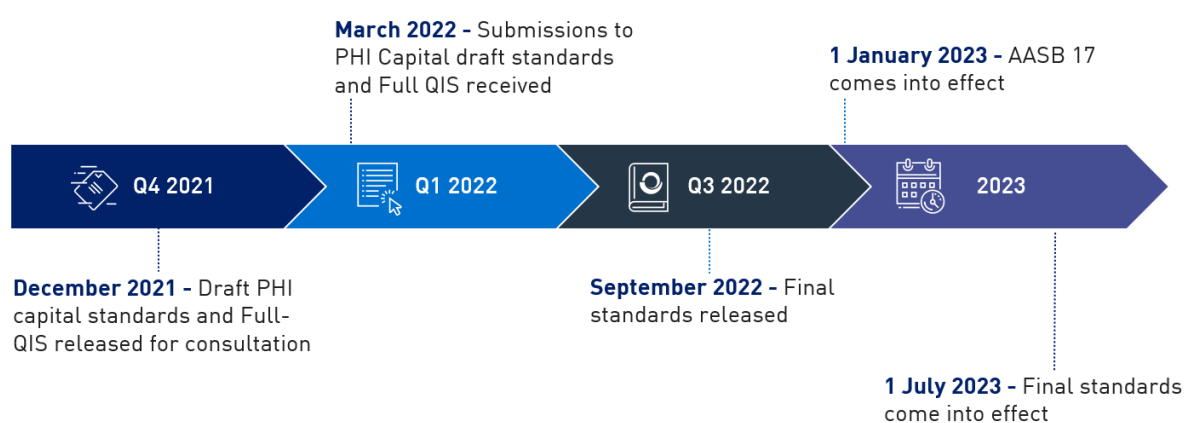 March 2022 - Submissions to
PHI Capital draft standards
and Full QIS received
1 January 2023 - AASB 17
comes into effect
Q4 2021
Q1 2022
Q3 2022
2023
December 2021 - Draft PHI
capital standards and Full-
QIS released for consultation
September 2022 - Final
standards released
1 July 2023 - Final standards
come into effect